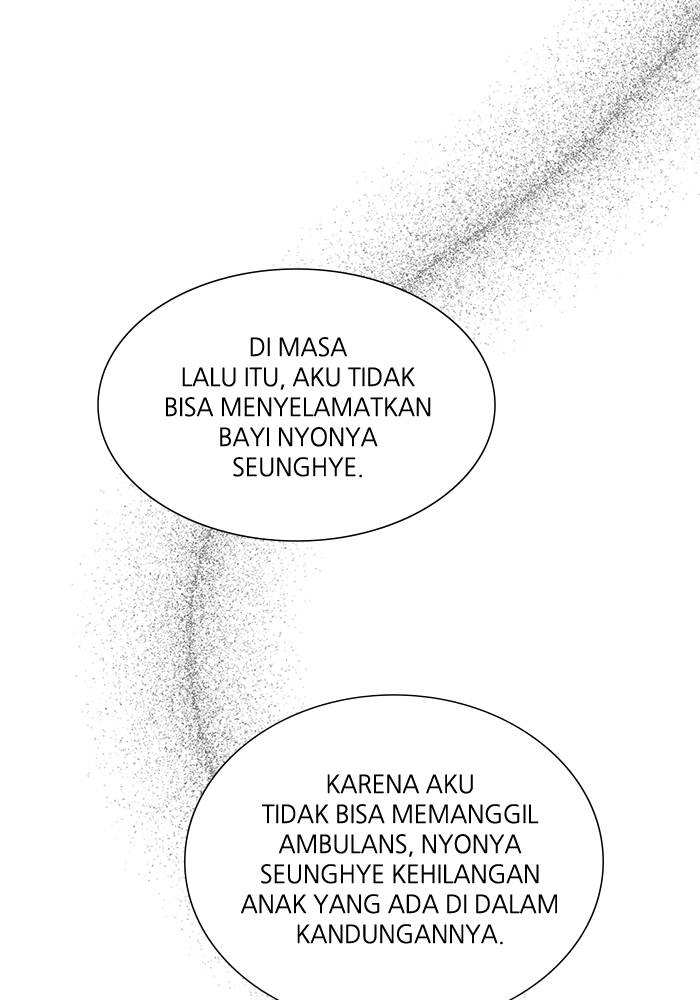 DI MASA
LALU ITU, AKU TIDAK
BISA MENYELAMATKAN
BAYI NYONYA
SEUNGHYE.
KARENA AKU
TIDAK BISA MEMANGGIL
AMBULANS, NYONYA
SEUNGHYE KEHILANGAN
ANAK YANG ADA DI DALAM
KANDUNGANNYA.